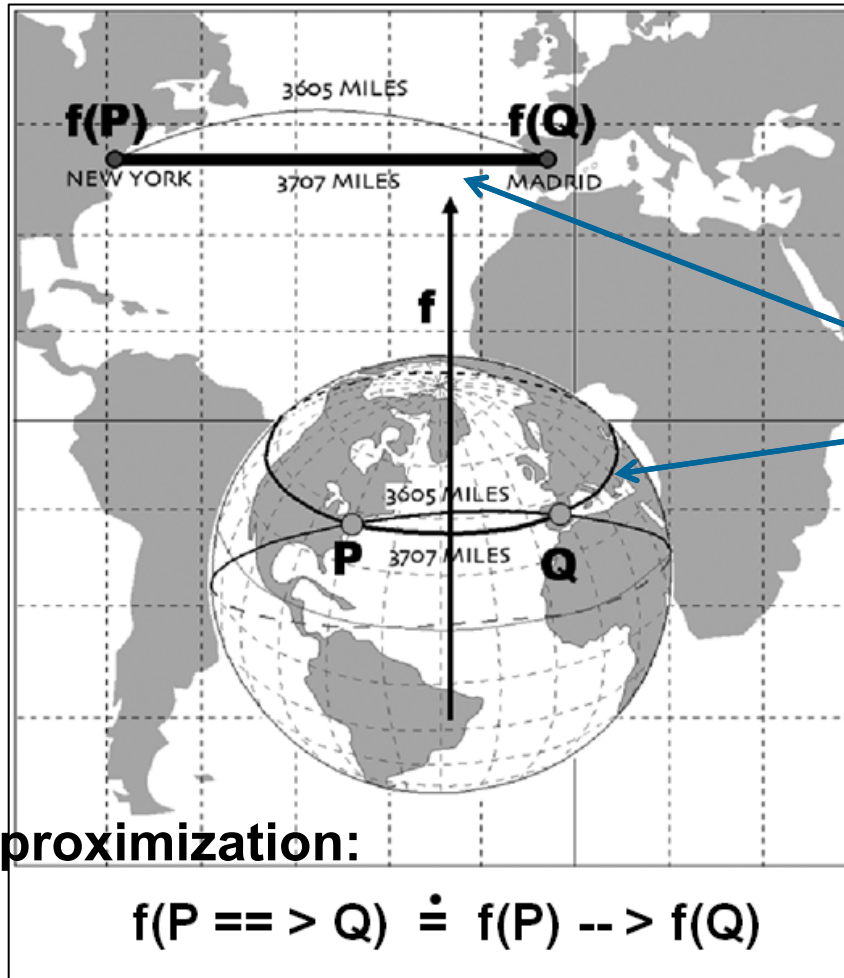 3605 MILES
f(P) f(Q)
NEW YORK 3707 MILES MADRID
f
3605 MILES
P 3707 MILES Q
proximization:
f(P == > Q) ≐ f(P) -- > f(Q)